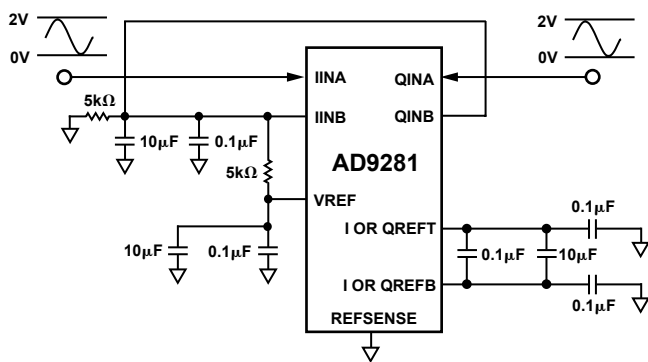 2V
0V
2V
0V
IINA
QINA
5kΩ
IINB
QINB
10µF
0.1µF
5kΩ
AD9281
VREF
I OR QREFT
0.1µF
10µF
0.1µF
0.1µF
10µF
I OR QREFB
0.1µF
REFSENSE